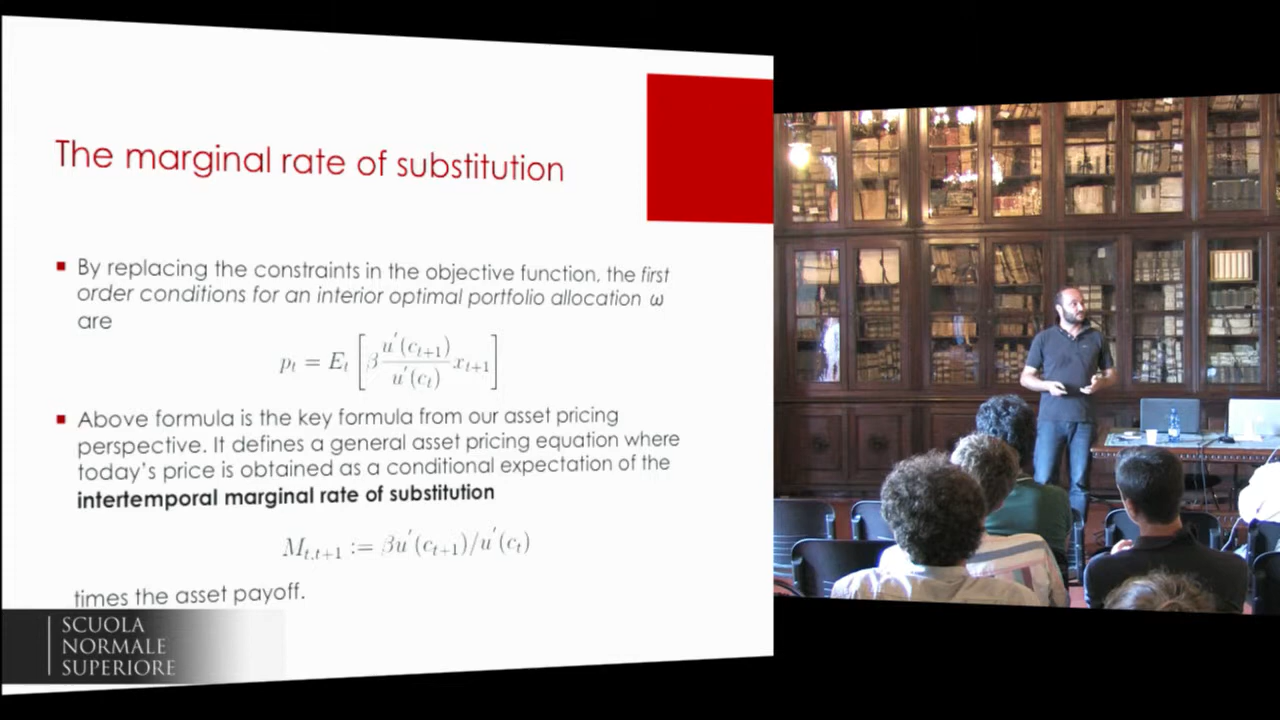 The marginal rate of substitution
By replacing the constraints in the objective function, the first
order conditions for an interior optimal portfolio allocation ω
are
p_t = E_t [β u'(c_{t+1}) / u'(c_t) x_{t+1}]
Above formula is the key formula from our asset pricing
perspective. It defines a general asset pricing equation where
today's price is obtained as a conditional expectation of the
intertemporal marginal rate of substitution
M_{t,t+1} := βu'(c_{t+1})/u'(c_t)
times the asset payoff.
SCUOLA
NORMALE
SUPERIORE